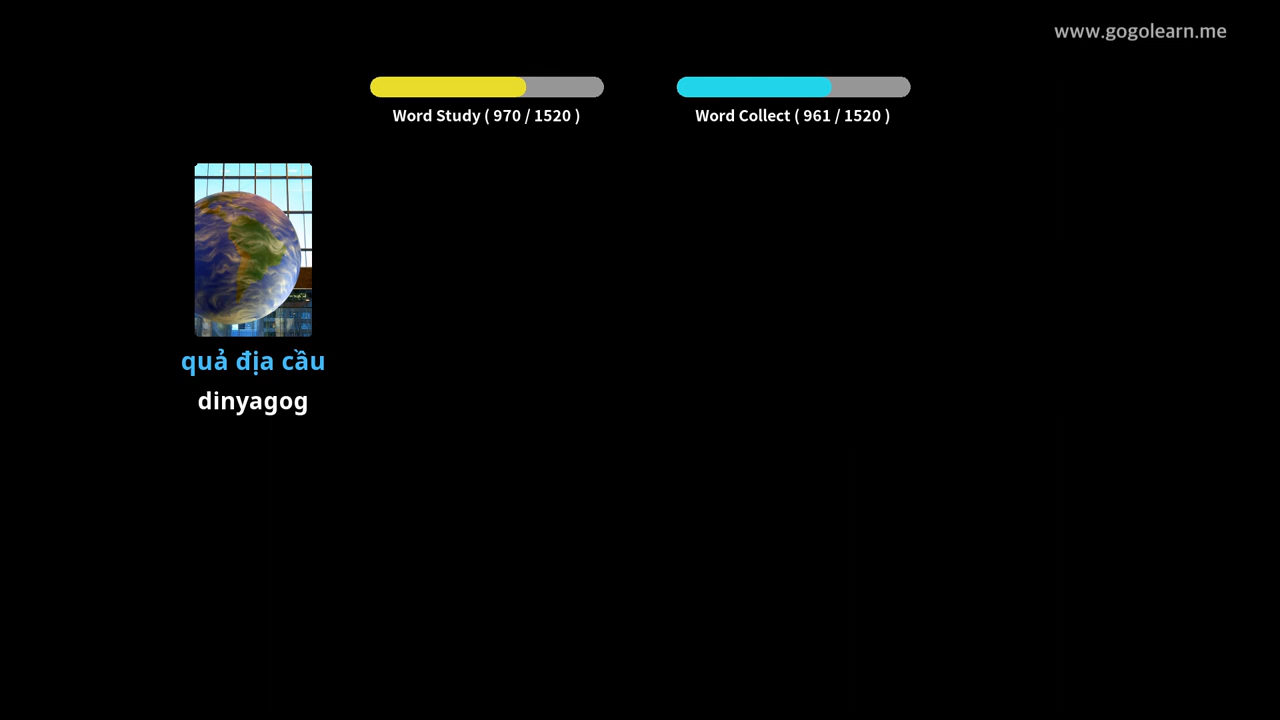 www.gogolearn.me
Word Study ( 970 / 1520 )
Word Collect ( 961 / 1520 )
quả địa cầu
dinyagog